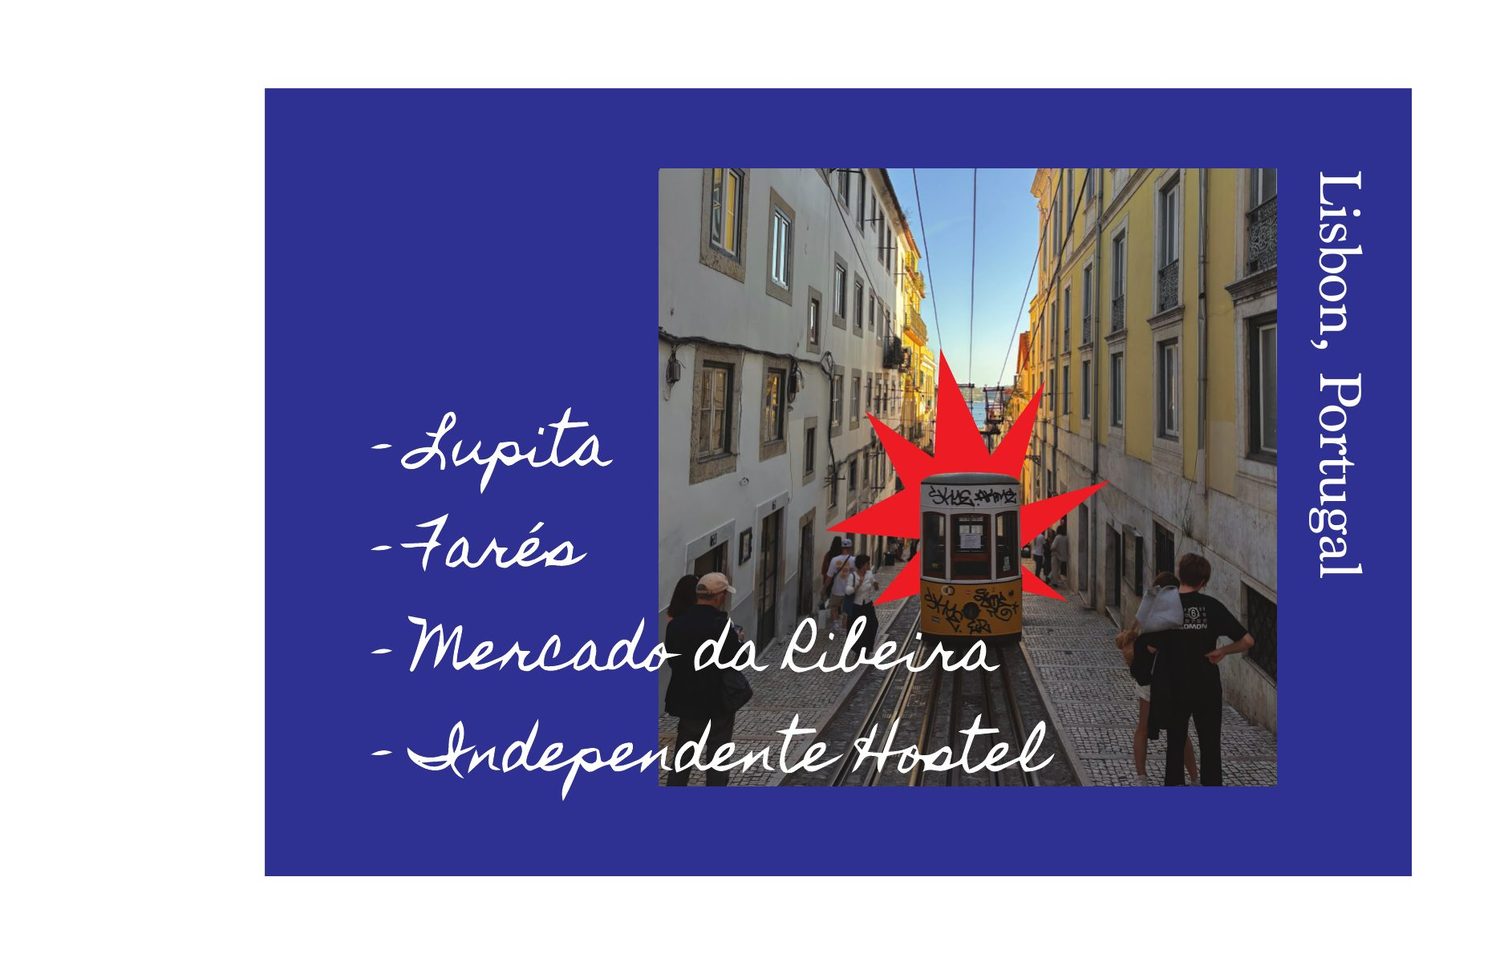 Lisbon, Portugal
- Lupita
- Farés
- Mercado da Ribeira
- Independente Hostel